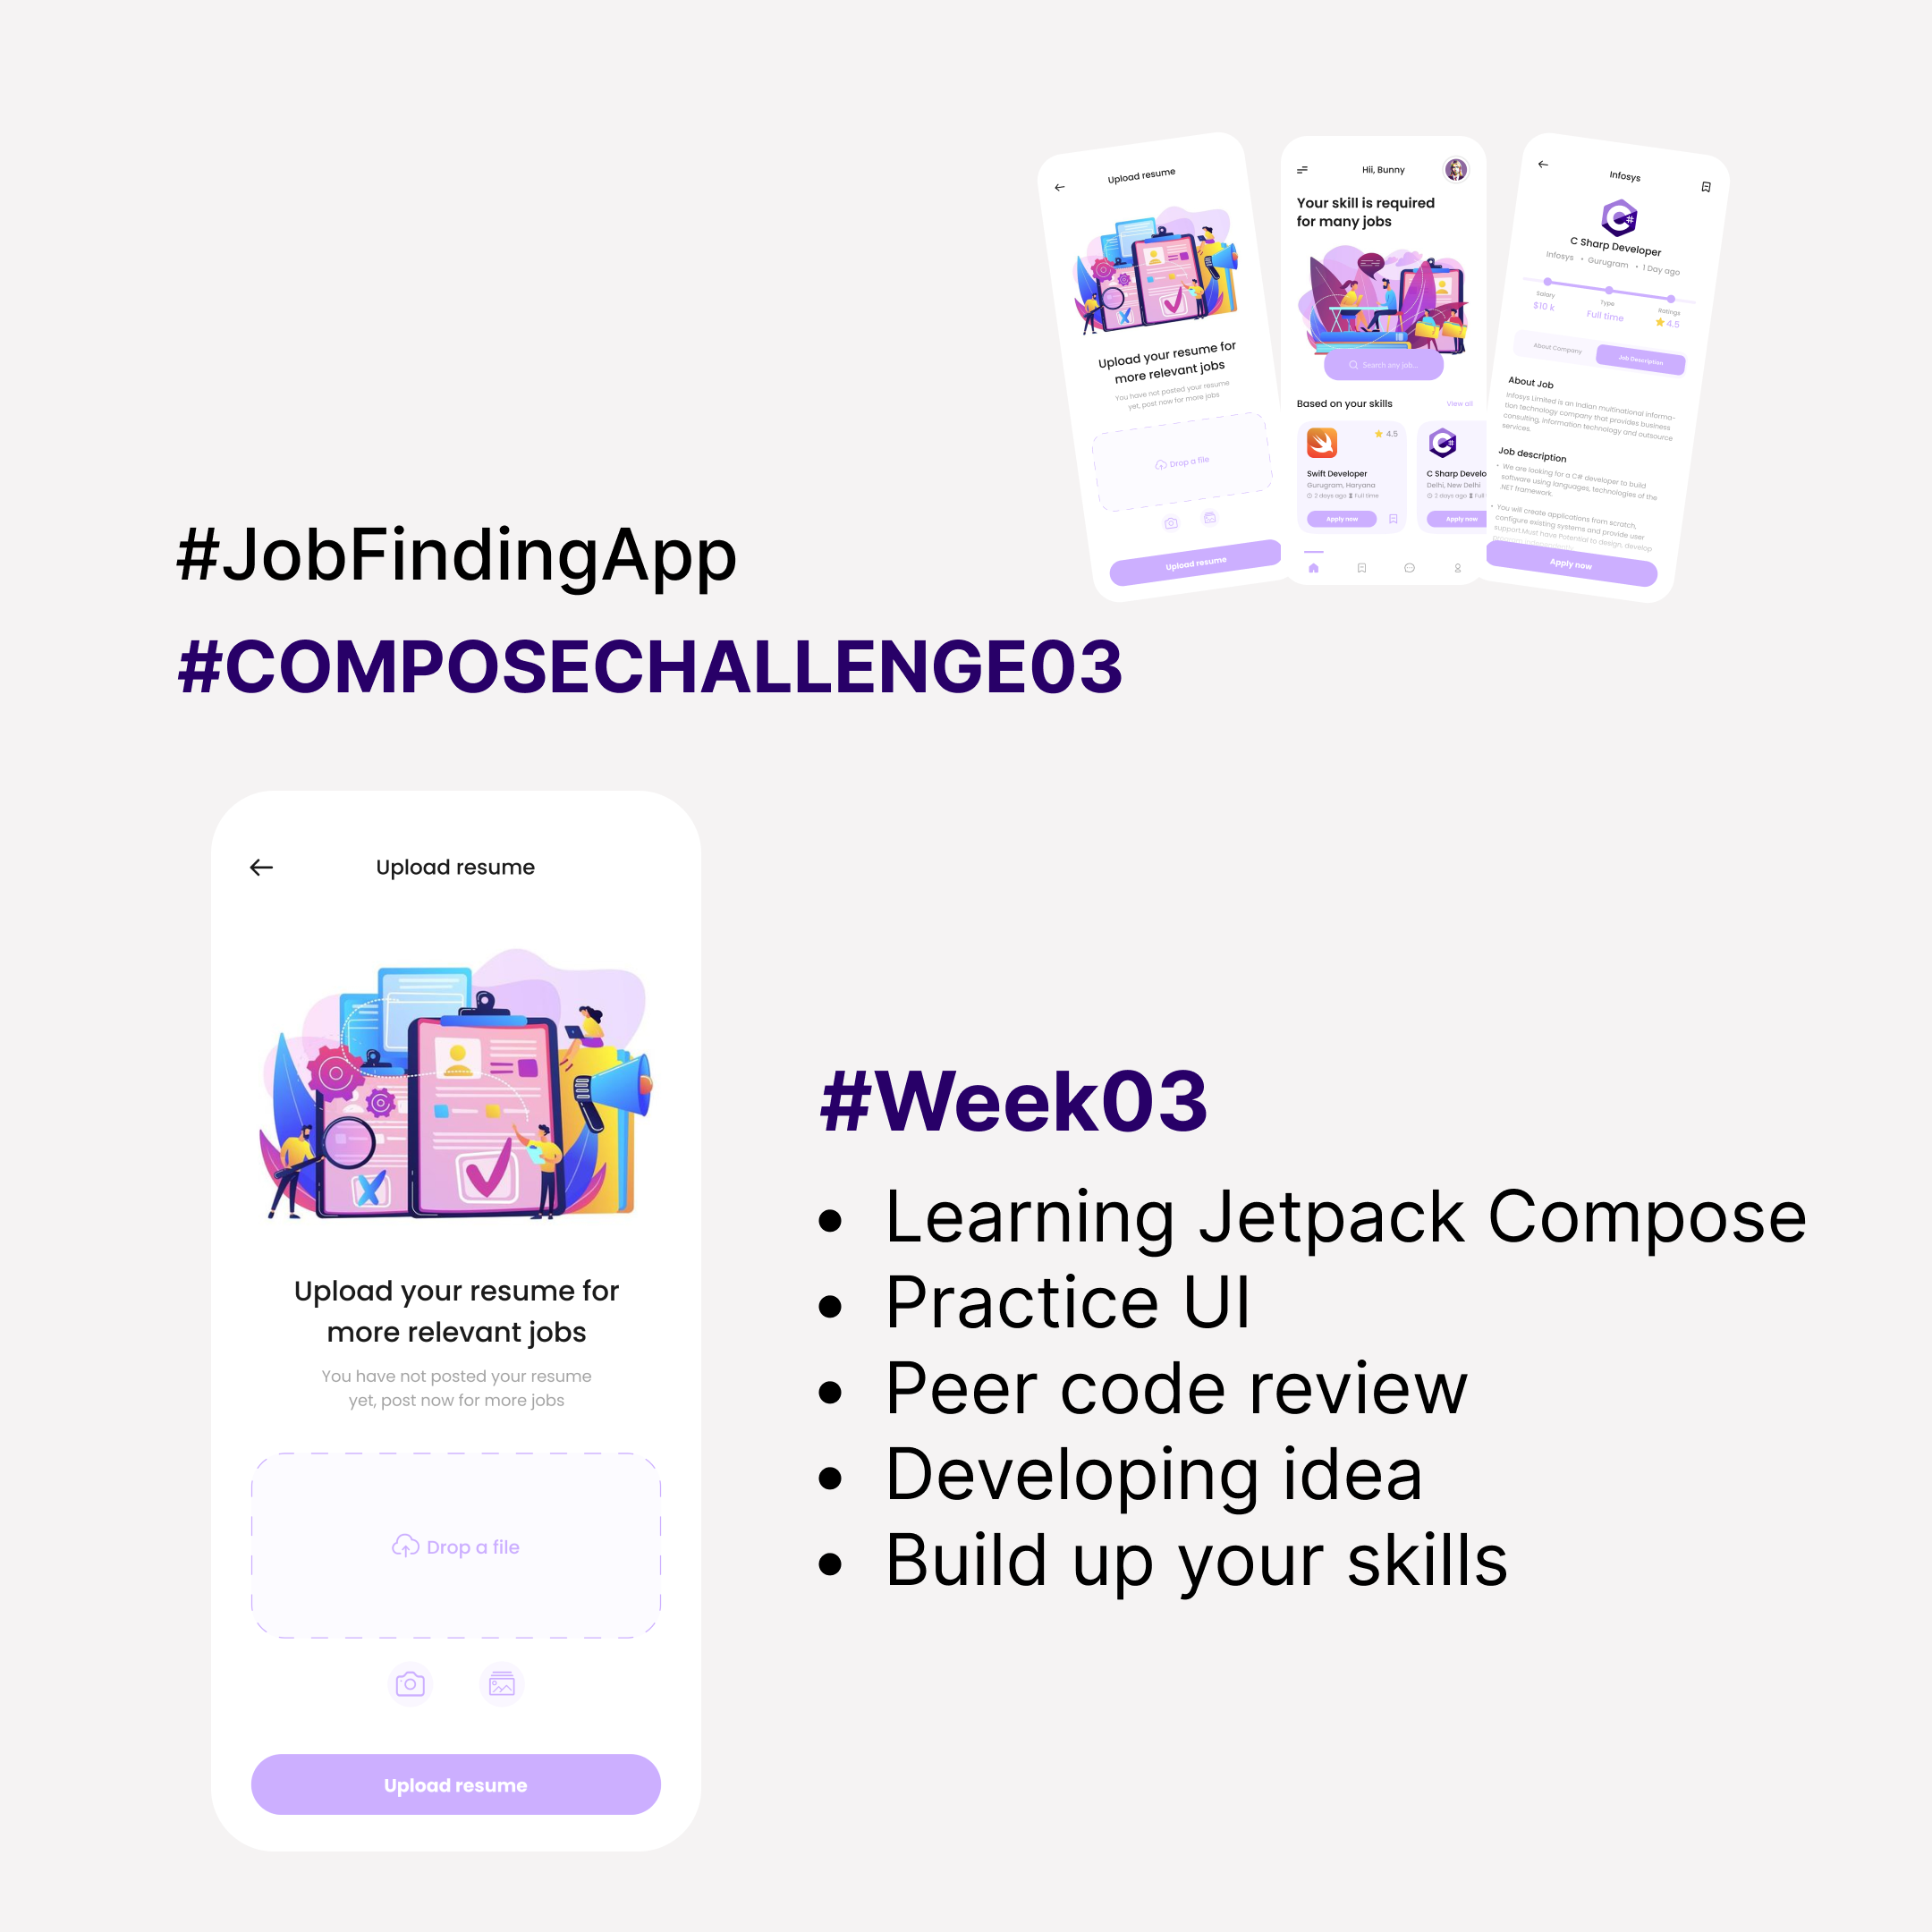 Upload resume
Upload your resume for
more relevant jobs
You have not posted your resume
yet, post now for more jobs
Drop a file
Upload resume
Hii, Bunny
Your skill is required
for many jobs
Search any job...
Based on your skills
View all
4.5
Swift Developer
Gurugram, Haryana
2 days ago
Full time
Apply now
C Sharp Develo
Delhi, New Delhi
2 days ago
Full
Apply now
Infosys
C Sharp Developer
Infosys • Gurugram • 1 Day ago
Salary
$10 k
Type
Full time
Ratings
4.5
About Company
Job Description
About Job
Infosys Limited is an Indian multinational informa-
tion technology company that provides business
consulting, information technology and outsource
services.
Job description
• We are looking for a C# developer to build
software using languages, technologies of the
.NET framework.
• You will create applications from scratch,
configure existing systems and provide user
support.Must have Potential to design, develop
Apply now
#JobFindingApp
#COMPOSECHALLENGE03
Upload resume
Upload your resume for
more relevant jobs
You have not posted your resume
yet, post now for more jobs
Drop a file
Upload resume
#Week03
• Learning Jetpack Compose
• Practice UI
• Peer code review
• Developing idea
• Build up your skills